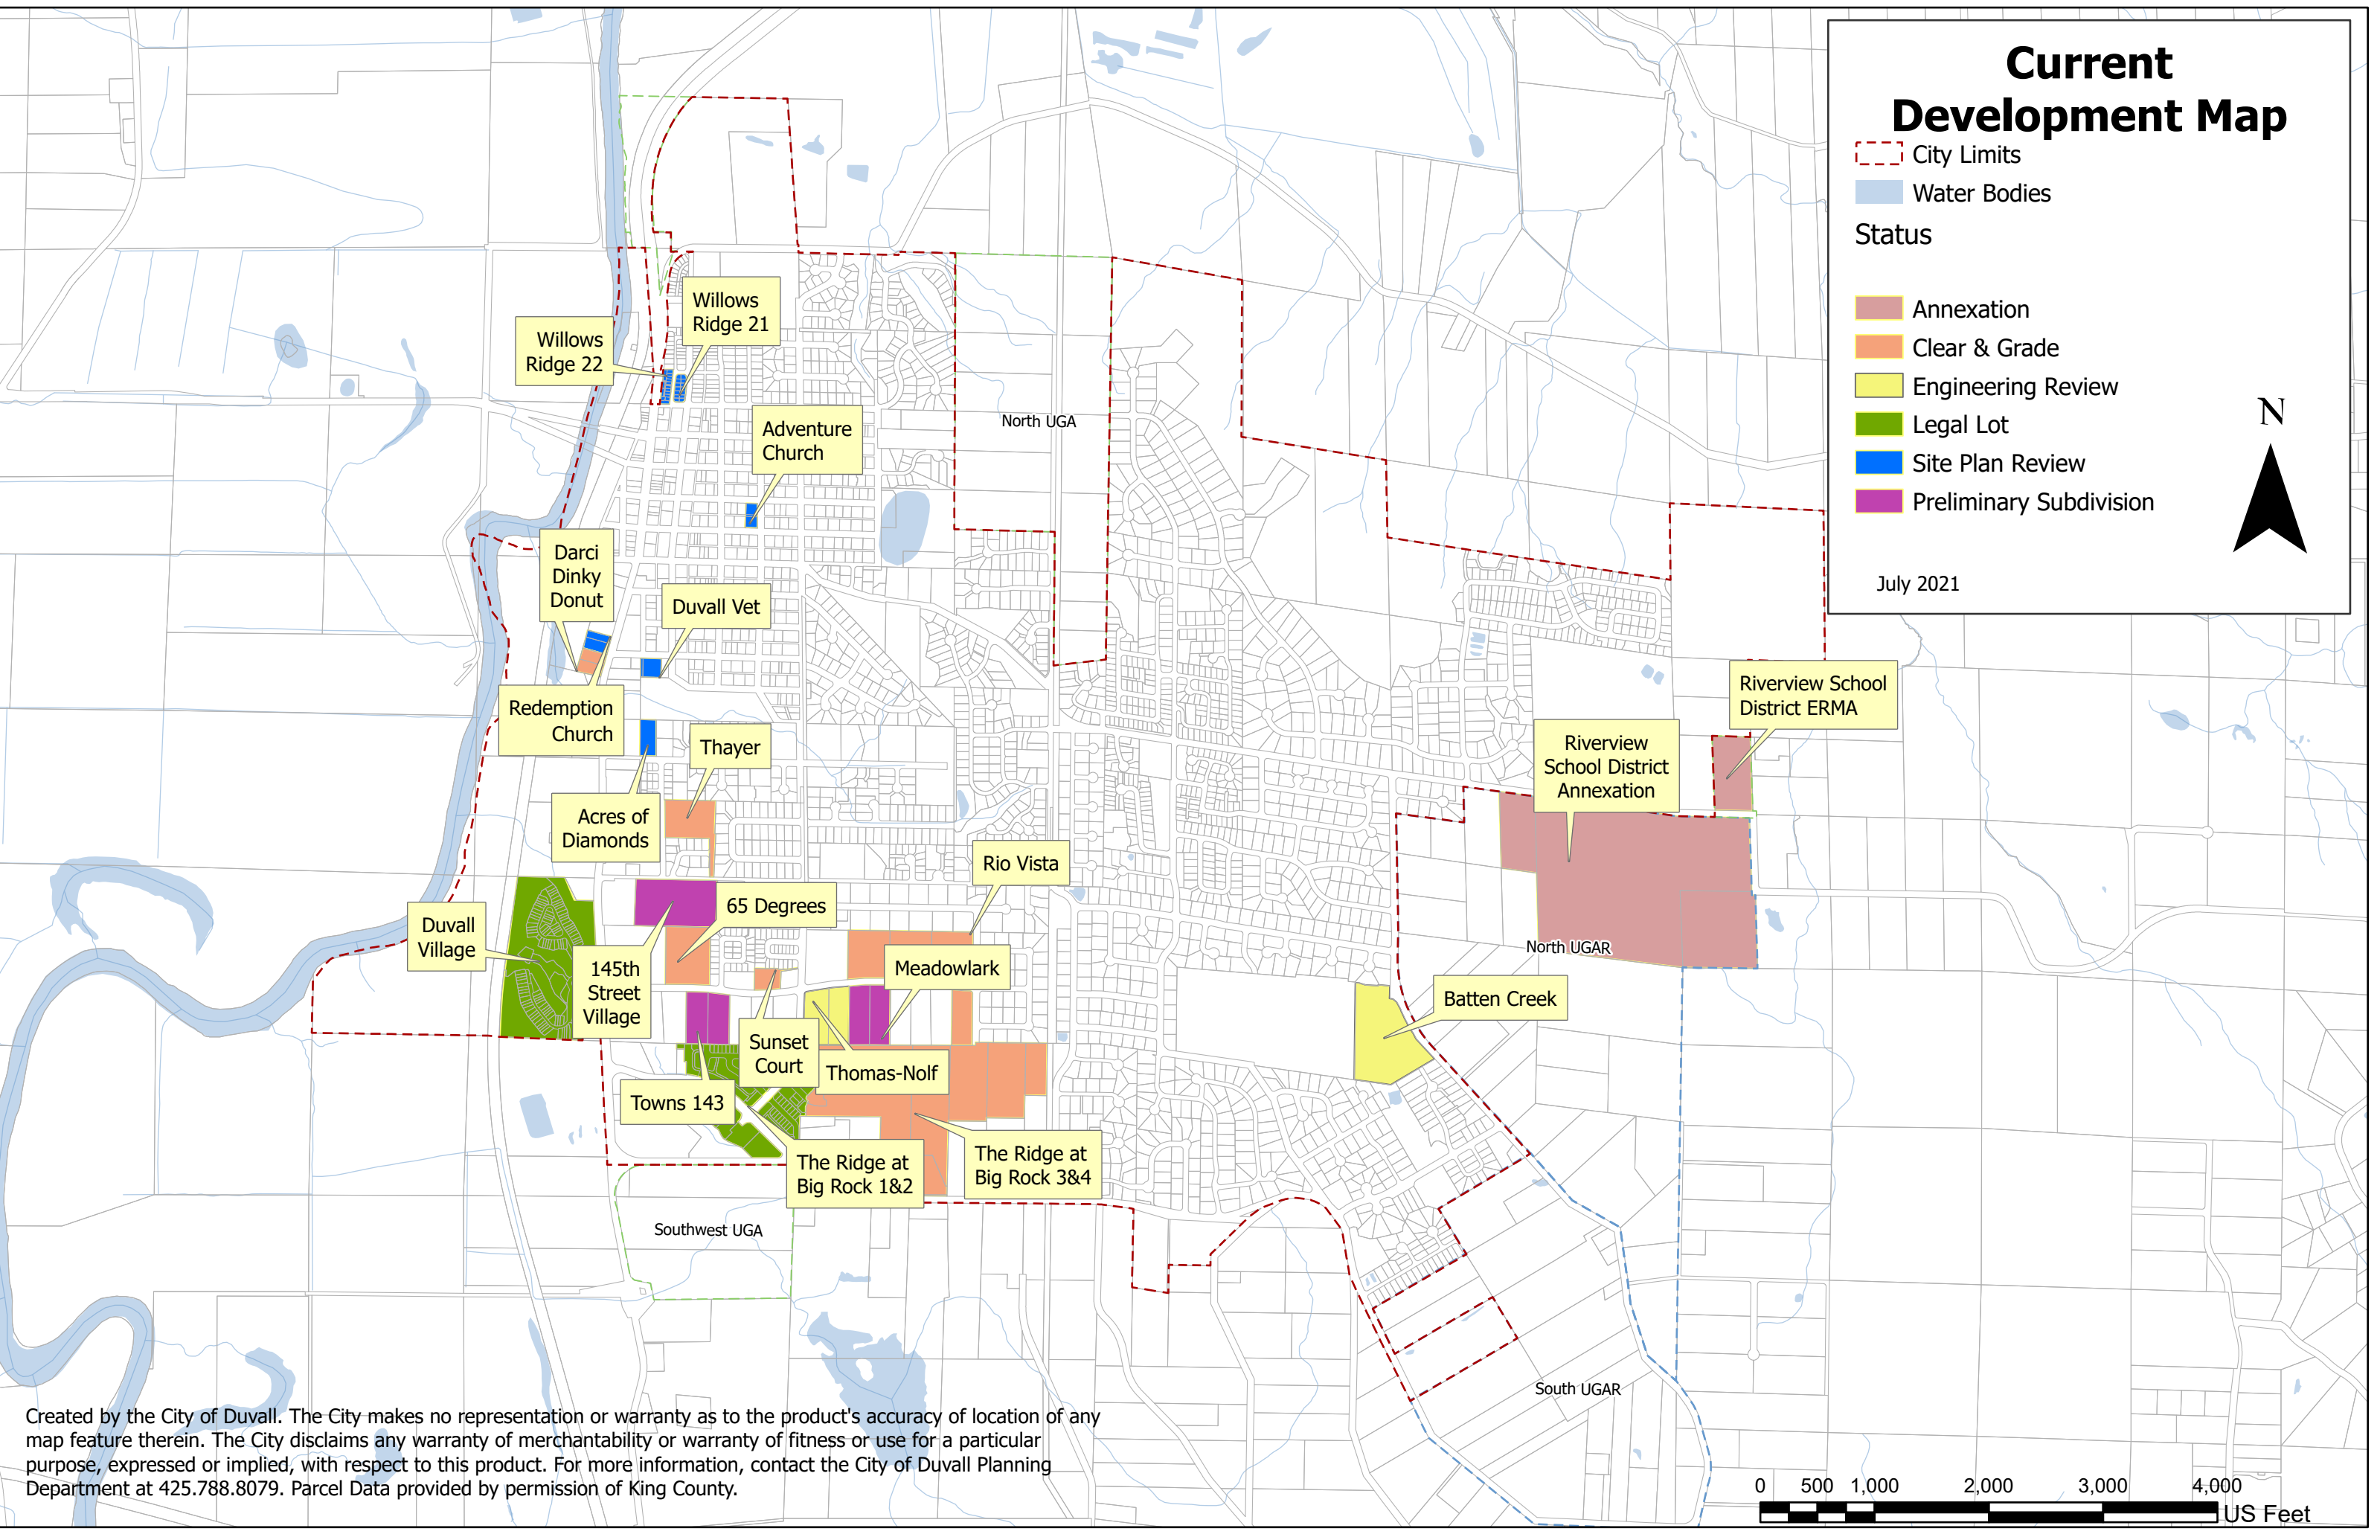 Current
Development Map
City Limits
Water Bodies
Status
Annexation
Clear & Grade
Engineering Review
Legal Lot
Site Plan Review
Preliminary Subdivision
N
July 2021
Willows
Ridge 21
Willows
Ridge 22
Adventure
Church
North UGA
Darci
Dinky
Donut
Duvall Vet
Redemption
Church
Thayer
Riverview School
District ERMA
Riverview
School District
Annexation
Acres of
Diamonds
Rio Vista
65 Degrees
Duvall
Village
145th
Street
Village
Meadowlark
North UGAR
Batten Creek
Sunset
Court
Thomas-Nolf
Towns 143
The Ridge at
Big Rock 1&2
The Ridge at
Big Rock 3&4
Southwest UGA
South UGAR
Created by the City of Duvall. The City makes no representation or warranty as to the product's accuracy of location of any
map feature therein. The City disclaims any warranty of merchantability or warranty of fitness or use for a particular
purpose, expressed or implied, with respect to this product. For more information, contact the City of Duvall Planning
Department at 425.788.8079. Parcel Data provided by permission of King County.
0 500 1,000 2,000 3,000 4,000
US Feet